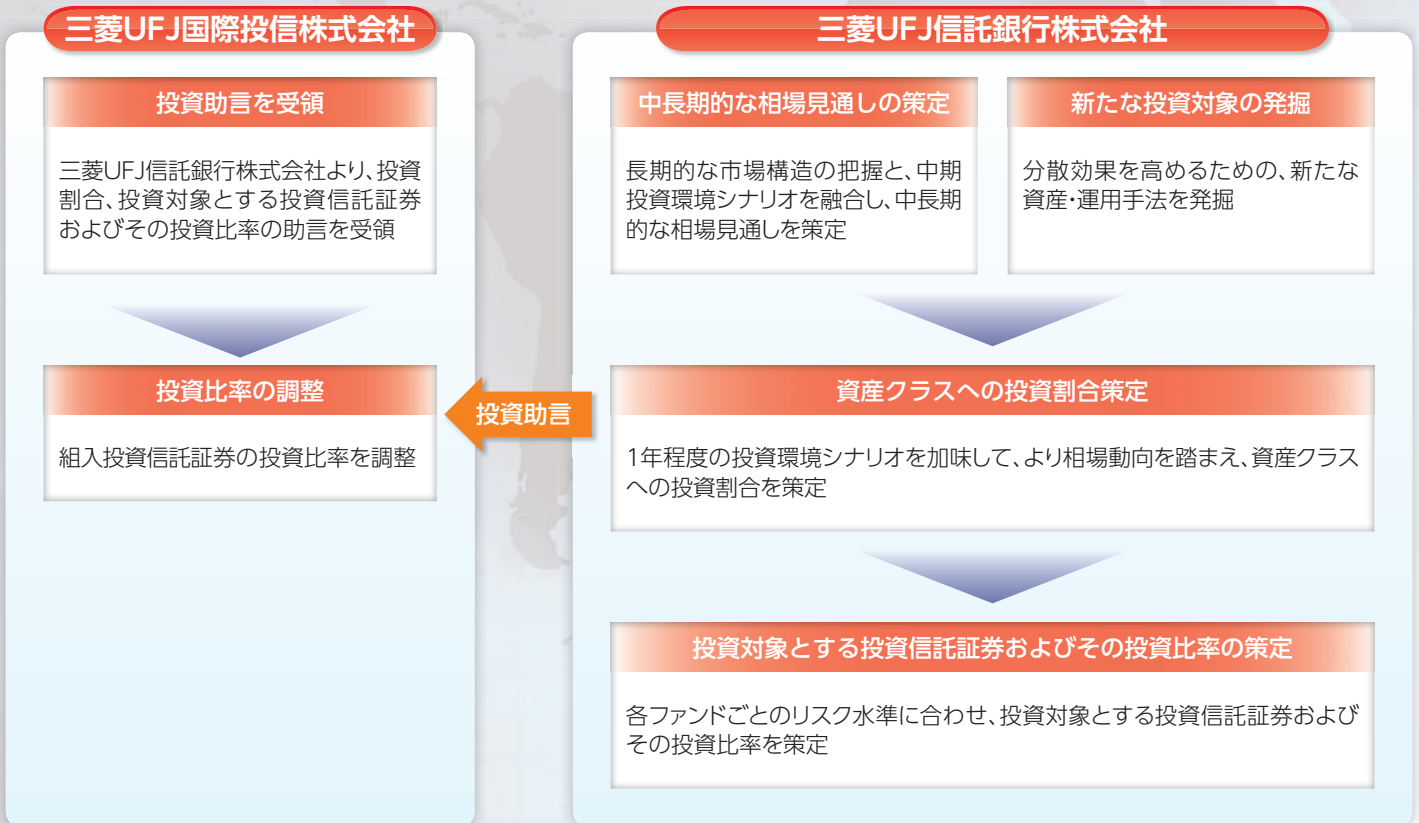 三菱UFJ国際投信株式会社
投資助言を受領
三菱UFJ信託銀行株式会社より、投資
割合、投資対象とする投資信託証券
およびその投資比率の助言を受領
投資比率の調整
組入投資信託証券の投資比率を調整
投資助言
三菱UFJ信託銀行株式会社
中長期的な相場見通しの策定
長期的な市場構造の把握と、中期
投資環境シナリオを融合し、中長期
的な相場見通しを策定
新たな投資対象の発掘
分散効果を高めるための、新たな
資産・運用手法を発掘
資産クラスへの投資割合策定
1年程度の投資環境シナリオを加味して、より相場動向を踏まえ、資産クラス
への投資割合を策定
投資対象とする投資信託証券およびその投資比率の策定
各ファンドごとのリスク水準に合わせ、投資対象とする投資信託証券および
その投資比率を策定